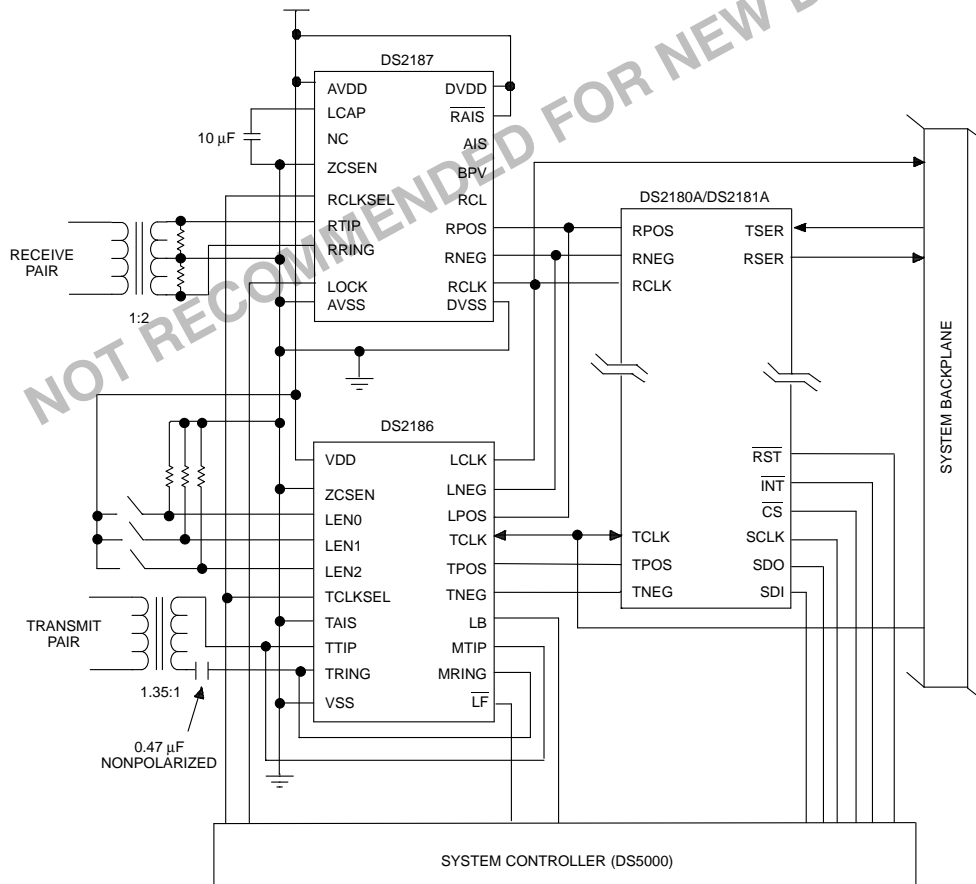 NOT RECOMMENDED FOR NEW D
DS2187
AVDD
LCAP
NC
ZCSEN
RCLKSEL
RTIP
RRING
LOCK
AVSS
DVDD
RAIS
AIS
BPV
RCL
RPOS
RNEG
RCLK
DVSS
10 µF
RECEIVE
PAIR
1:2
DS2180A/DS2181A
RPOS
RNEG
RCLK
TSER
RSER
TCLK
TPOS
TNEG
RST
INT
CS
SCLK
SDO
SDI
SYSTEM BACKPLANE
DS2186
VDD
ZCSEN
LEN0
LEN1
LEN2
TCLKSEL
TAIS
TTIP
TRING
VSS
LCLK
LNEG
LPOS
TCLK
TPOS
TNEG
LB
MTIP
MRING
LF
TRANSMIT
PAIR
1.35:1
0.47 µF
NONPOLARIZED
SYSTEM CONTROLLER (DS5000)